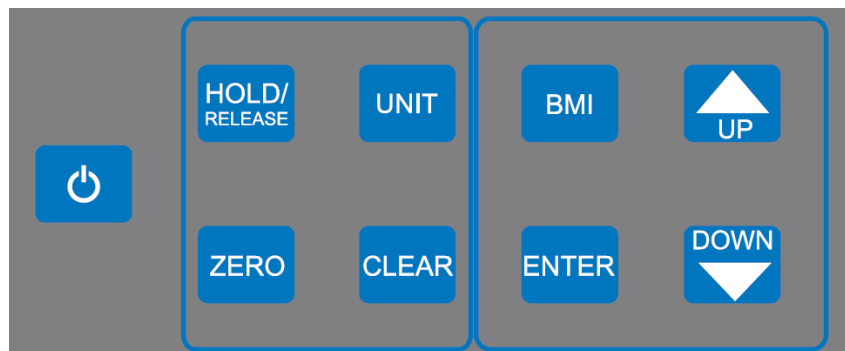 HOLD/
RELEASE
UNIT
BMI
UP
ZERO
CLEAR
ENTER
DOWN